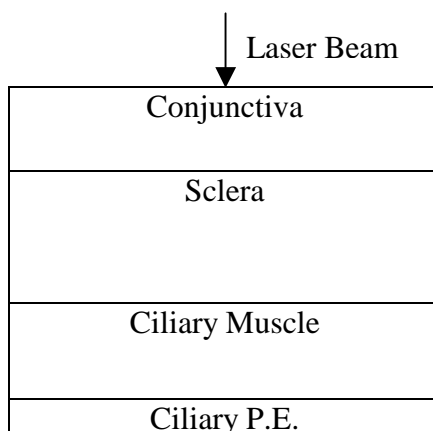 Laser Beam
Conjunctiva
Sclera
Ciliary Muscle
Ciliary P.E.